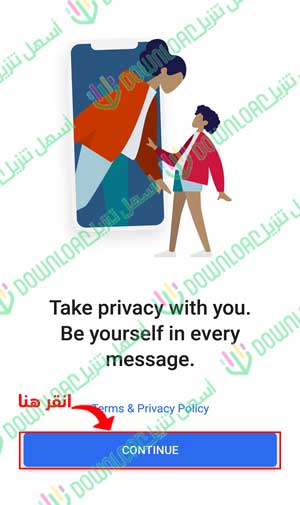 Take privacy with you.
Be yourself in every
message.
انقر هنا
Terms & Privacy Policy
CONTINUE
أسهل تنزيل DOWNLOAD